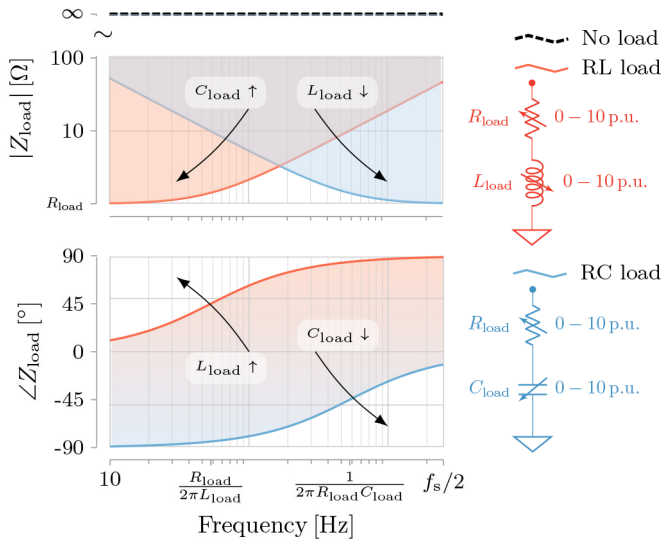 ∞
∼
100
10
R_load
|Z_load| [Ω]
C_load ↑
L_load ↓
No load
RL load
R_load 0 – 10 p.u.
L_load 0 – 10 p.u.
90
45
0
-45
-90
∠Z_load [°]
L_load ↑
C_load ↓
RC load
R_load 0 – 10 p.u.
C_load 0 – 10 p.u.
10
R_load / 2πL_load
1 / 2πR_loadC_load
f_s/2
Frequency [Hz]